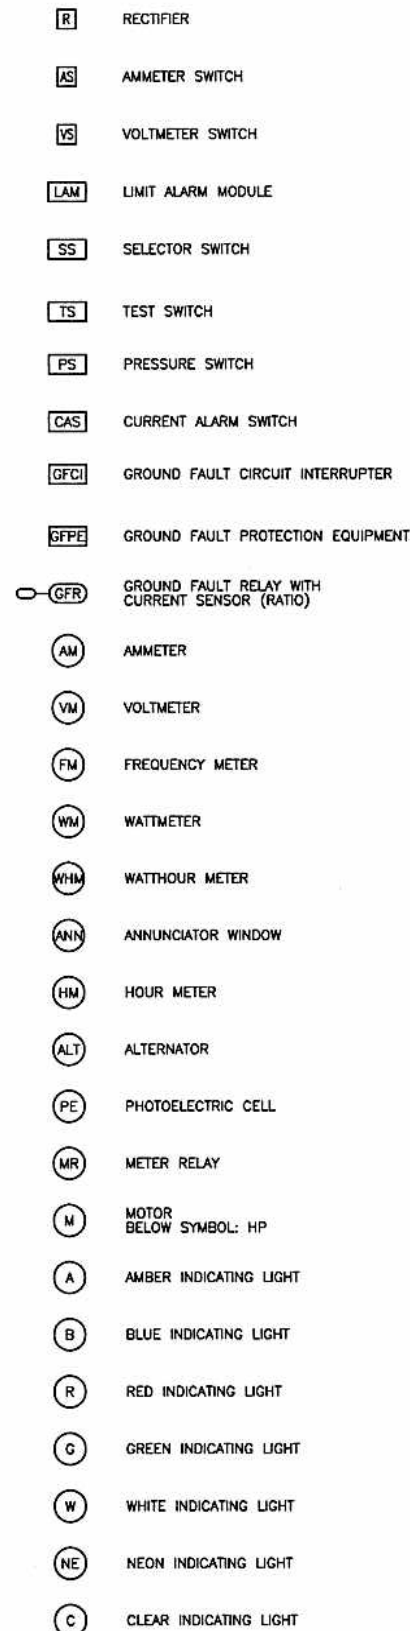 R RECTIFIER
AS AMMETER SWITCH
VS VOLTMETER SWITCH
LAM LIMIT ALARM MODULE
SS SELECTOR SWITCH
TS TEST SWITCH
PS PRESSURE SWITCH
CAS CURRENT ALARM SWITCH
GFCI GROUND FAULT CIRCUIT INTERRUPTER
GFPE GROUND FAULT PROTECTION EQUIPMENT
GFR GROUND FAULT RELAY WITH
CURRENT SENSOR (RATIO)
AM AMMETER
VM VOLTMETER
FM FREQUENCY METER
WM WATTMETER
WHM WATTHOUR METER
ANN ANNUNCIATOR WINDOW
HM HOUR METER
ALT ALTERNATOR
PE PHOTOELECTRIC CELL
MR METER RELAY
M MOTOR
BELOW SYMBOL: HP
A AMBER INDICATING LIGHT
B BLUE INDICATING LIGHT
R RED INDICATING LIGHT
G GREEN INDICATING LIGHT
W WHITE INDICATING LIGHT
NE NEON INDICATING LIGHT
C CLEAR INDICATING LIGHT